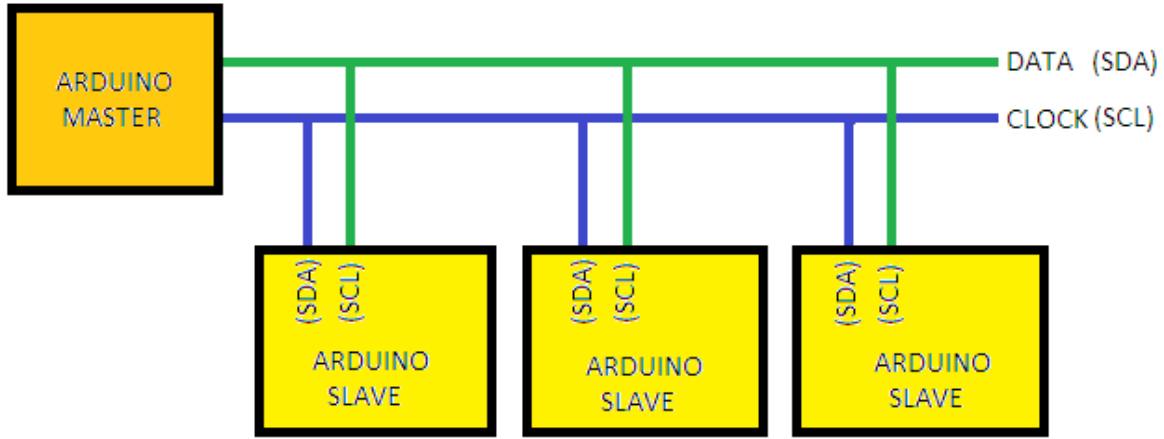 ARDUINO
MASTER
DATA (SDA)
CLOCK (SCL)
(SDA)
(SCL)
ARDUINO
SLAVE
(SDA)
(SCL)
ARDUINO
SLAVE
(SDA)
(SCL)
ARDUINO
SLAVE